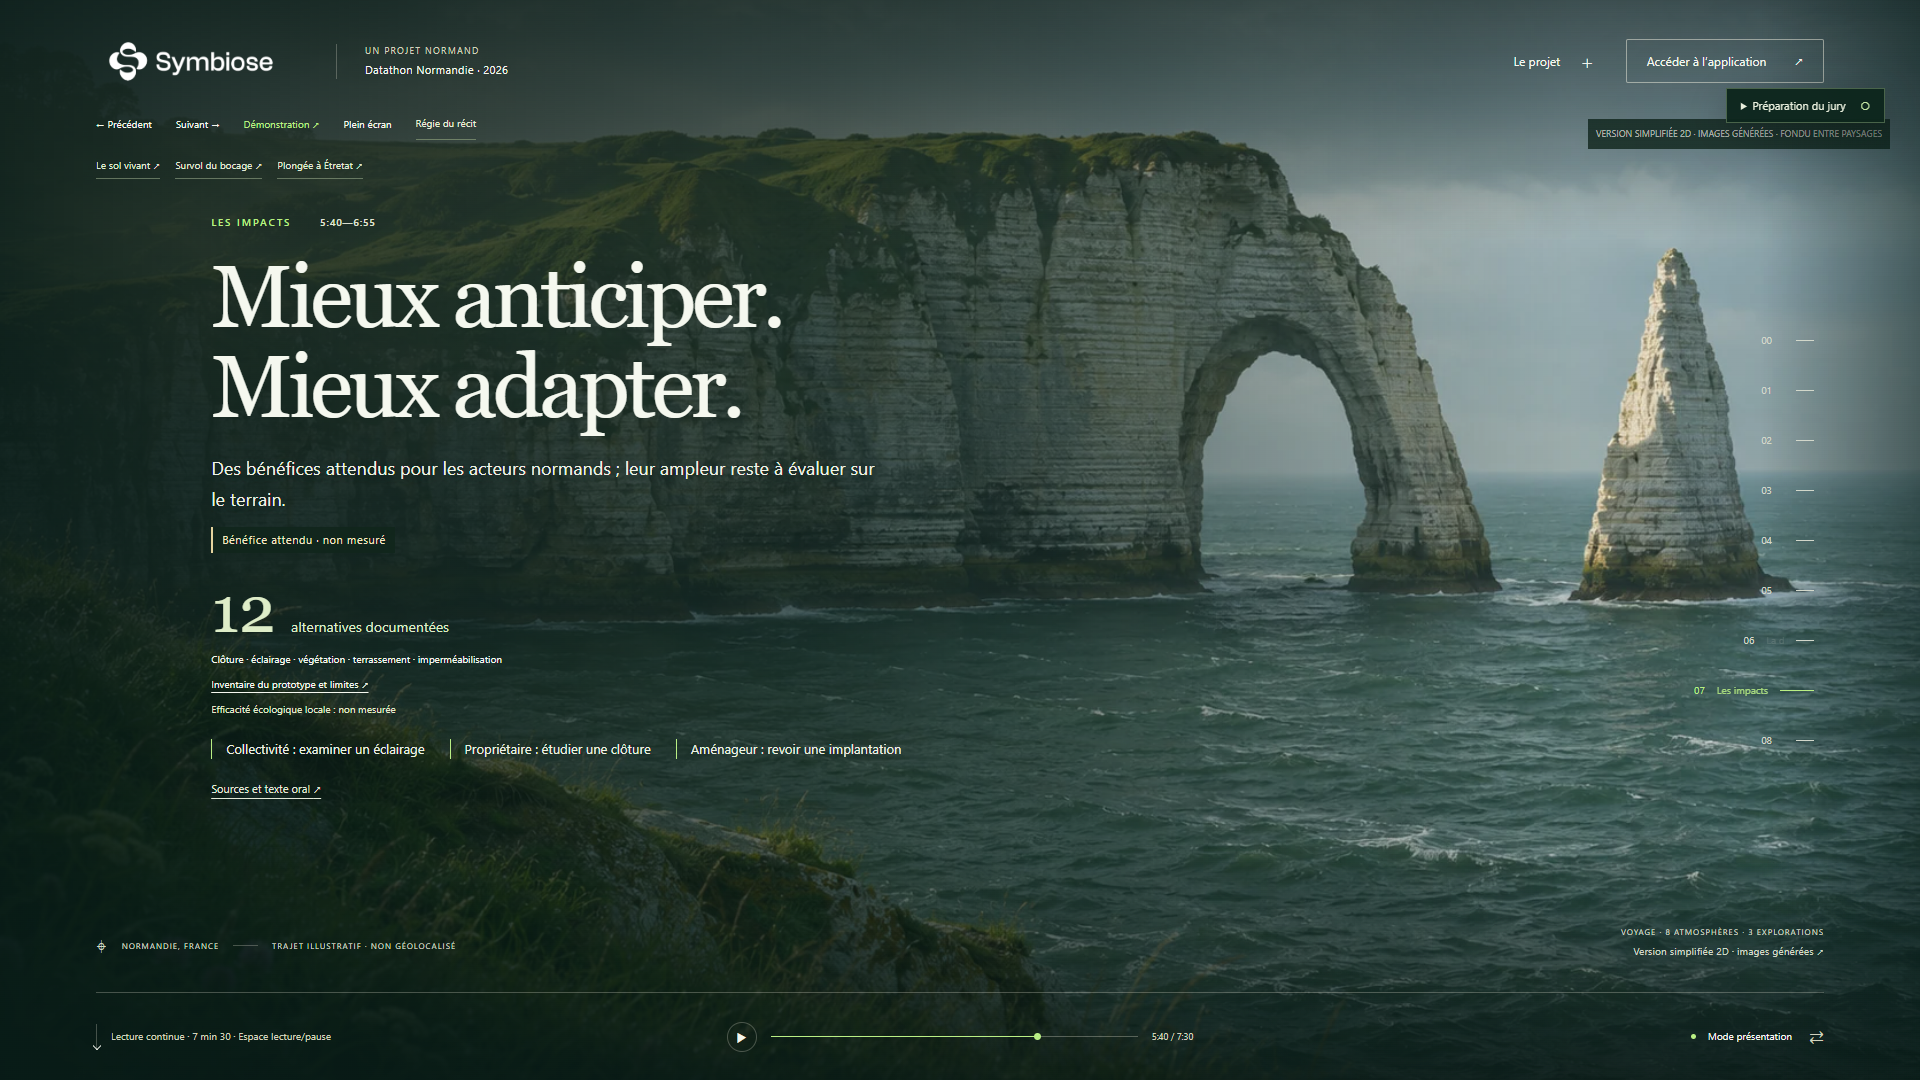 Symbiose
UN PROJET NORMAND
Datathon Normandie · 2026
Le projet +
Accéder à l'application ↗
▶ Préparation du jury
VERSION SIMPLIFIÉE 2D · IMAGES GÉNÉRÉES · FONDU ENTRE PAYSAGES
← Précédent Suivant → Démonstration ↗ Plein écran Régie du récit
Le sol vivant ↗ Survol du bocage ↗ Plongée à Étretat ↗
LES IMPACTS 5:40—6:55
Mieux anticiper.
Mieux adapter.
Des bénéfices attendus pour les acteurs normands ; leur ampleur reste à évaluer sur
le terrain.
Bénéfice attendu · non mesuré
12 alternatives documentées
Clôture · éclairage · végétation · terrassement · imperméabilisation
Inventaire du prototype et limites ↗
Efficacité écologique locale : non mesurée
Collectivité : examiner un éclairage
Propriétaire : étudier une clôture
Aménageur : revoir une implantation
Sources et texte oral ↗
00
01
02
03
04
05
06
07 Les impacts
08
NORMANDIE, FRANCE
TRAJET ILLUSTRATIF · NON GÉOLOCALISÉ
VOYAGE · 8 ATMOSPHÈRES · 3 EXPLORATIONS
Version simplifiée 2D · images générées ↗
Lecture continue · 7 min 30 · Espace lecture/pause
5:40 / 7:30
Mode présentation